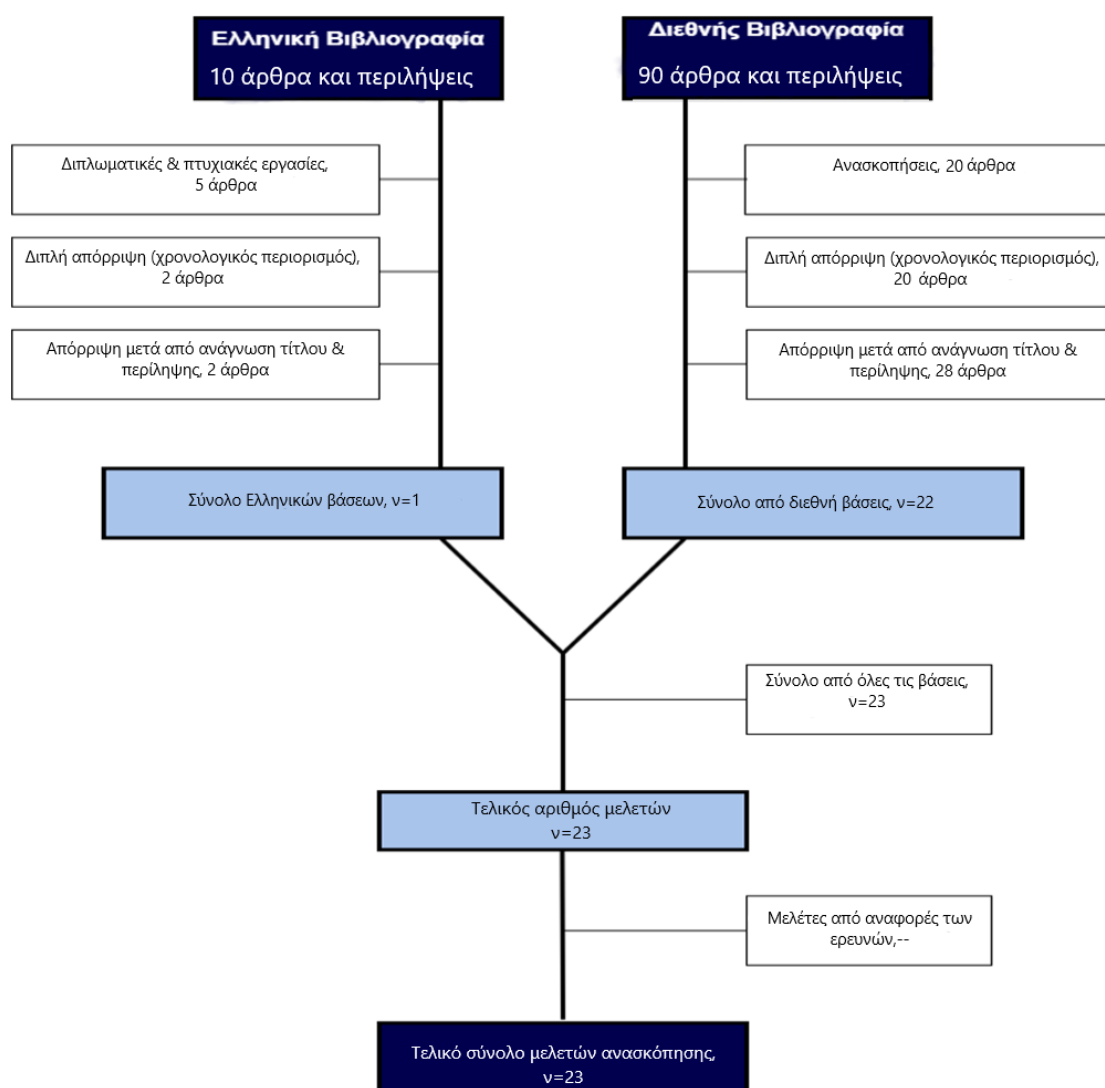 Ελληνική Βιβλιογραφία
10 άρθρα και περιλήψεις
Διεθνής Βιβλιογραφία
90 άρθρα και περιλήψεις
Διπλωματικές & πτυχιακές εργασίες,
5 άρθρα
Ανασκοπήσεις, 20 άρθρα
Διπλή απόρριψη (χρονολογικός περιορισμός),
2 άρθρα
Διπλή απόρριψη (χρονολογικός περιορισμός),
20 άρθρα
Απόρριψη μετά από ανάγνωση τίτλου &
περίληψης, 2 άρθρα
Απόρριψη μετά από ανάγνωση τίτλου &
περίληψης, 28 άρθρα
Σύνολο Ελληνικών βάσεων, ν=1
Σύνολο από διεθνή βάσεις, ν=22
Σύνολο από όλες τις βάσεις,
ν=23
Τελικός αριθμός μελετών
ν=23
Μελέτες από αναφορές των
ερευνών,--
Τελικό σύνολο μελετών ανασκόπησης,
ν=23